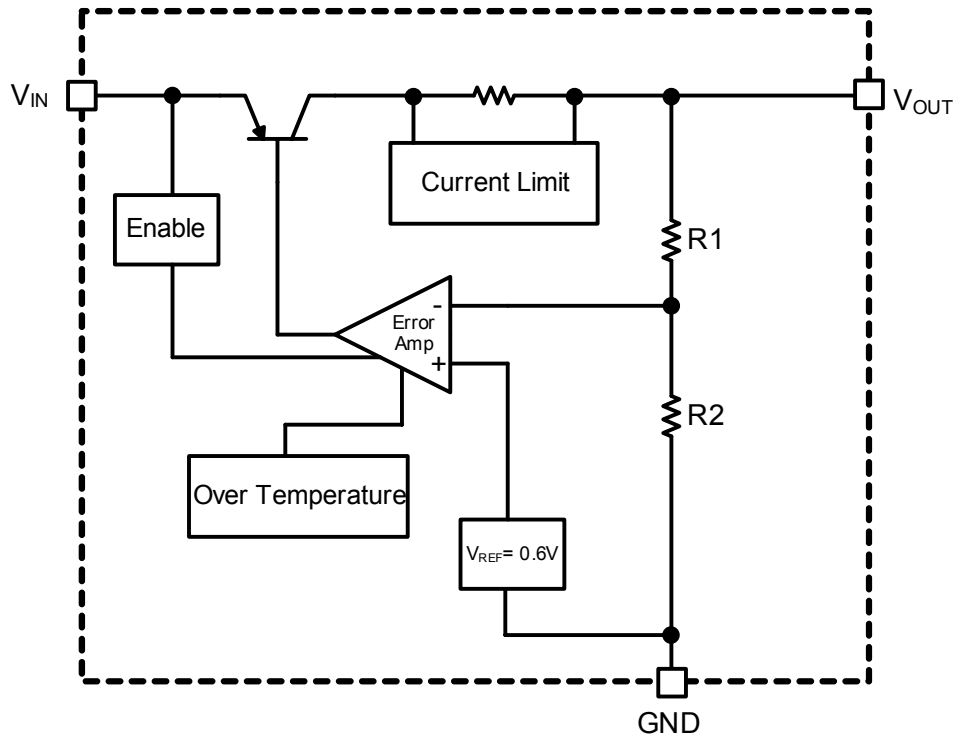 VIN
VOUT
Current Limit
Enable
R1
-
Error
Amp
+
R2
Over Temperature
VREF= 0.6V
GND